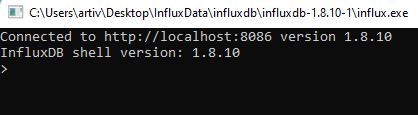 C:\Users\artiv\Desktop\InfluxData\influxdb\influxdb-1.8.10-1\influx.exe
Connected to http://localhost:8086 version 1.8.10
InfluxDB shell version: 1.8.10
>